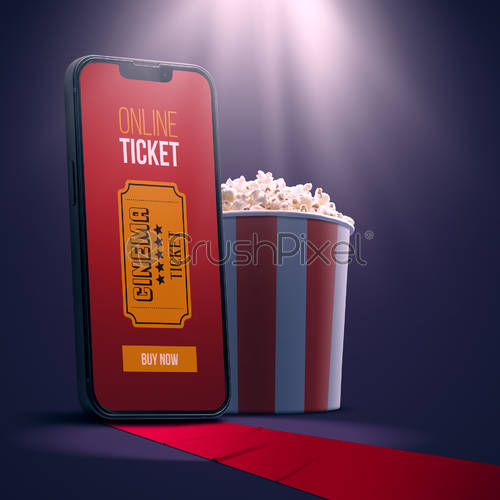 ONLINE
TICKET
CINEMA
TICKET
BUY NOW
CrushPixel